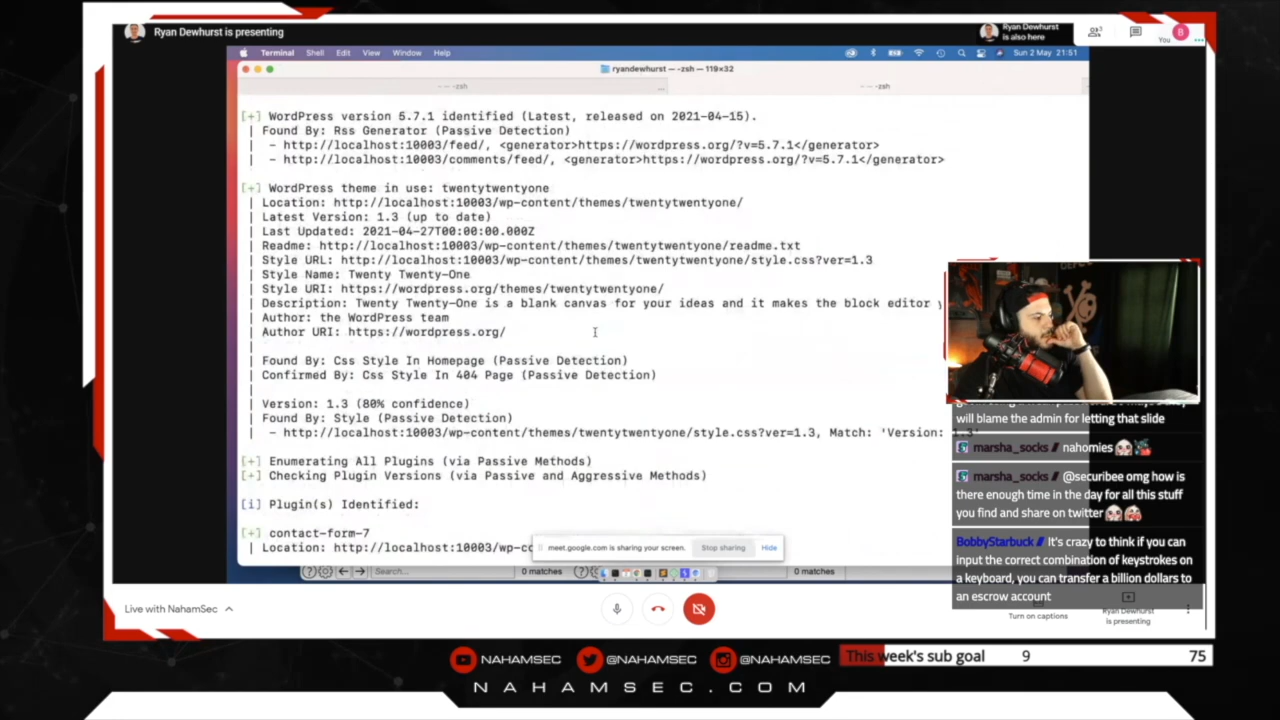 Ryan Dewhurst is presenting
Ryan Dewhurst
is also here
You
B
Terminal Shell Edit View Window Help
Sun 2 May 21:51
ryandewhurst — -zsh — 119×32
-zsh
-zsh
[+] WordPress version 5.7.1 identified (Latest, released on 2021-04-15).
| Found By: Rss Generator (Passive Detection)
|  - http://localhost:10003/feed/, <generator>https://wordpress.org/?v=5.7.1</generator>
|  - http://localhost:10003/comments/feed/, <generator>https://wordpress.org/?v=5.7.1</generator>
[+] WordPress theme in use: twentytwentyone
| Location: http://localhost:10003/wp-content/themes/twentytwentyone/
| Latest Version: 1.3 (up to date)
| Last Updated: 2021-04-27T00:00:00.000Z
| Readme: http://localhost:10003/wp-content/themes/twentytwentyone/readme.txt
| Style URL: http://localhost:10003/wp-content/themes/twentytwentyone/style.css?ver=1.3
| Style Name: Twenty Twenty-One
| Style URI: https://wordpress.org/themes/twentytwentyone/
| Description: Twenty Twenty-One is a blank canvas for your ideas and it makes the block editor
| Author: the WordPress team
| Author URI: https://wordpress.org/
|
| Found By: Css Style In Homepage (Passive Detection)
| Confirmed By: Css Style In 404 Page (Passive Detection)
|
| Version: 1.3 (80% confidence)
| Found By: Style (Passive Detection)
|  - http://localhost:10003/wp-content/themes/twentytwentyone/style.css?ver=1.3, Match: 'Version: 1.3'
[+] Enumerating All Plugins (via Passive Methods)
[+] Checking Plugin Versions (via Passive and Aggressive Methods)
[i] Plugin(s) Identified:
[+] contact-form-7
| Location: http://localhost:10003/wp-co
meet.google.com is sharing your screen. Stop sharing Hide
Search... 0 matches 0 matches
will blame the admin for letting that slide
marsha_socks // nahomies
marsha_socks // @securibee omg how is
there enough time in the day for all this stuff
you find and share on twitter
BobbyStarbuck // It's crazy to think if you can
input the correct combination of keystrokes on
a keyboard, you can transfer a billion dollars to
an escrow account
Live with NahamSec
Turn on captions
Ryan Dewhurst
is presenting
NAHAMSEC @NAHAMSEC @NAHAMSEC
This week's sub goal 9 75
NAHAMSEC.COM